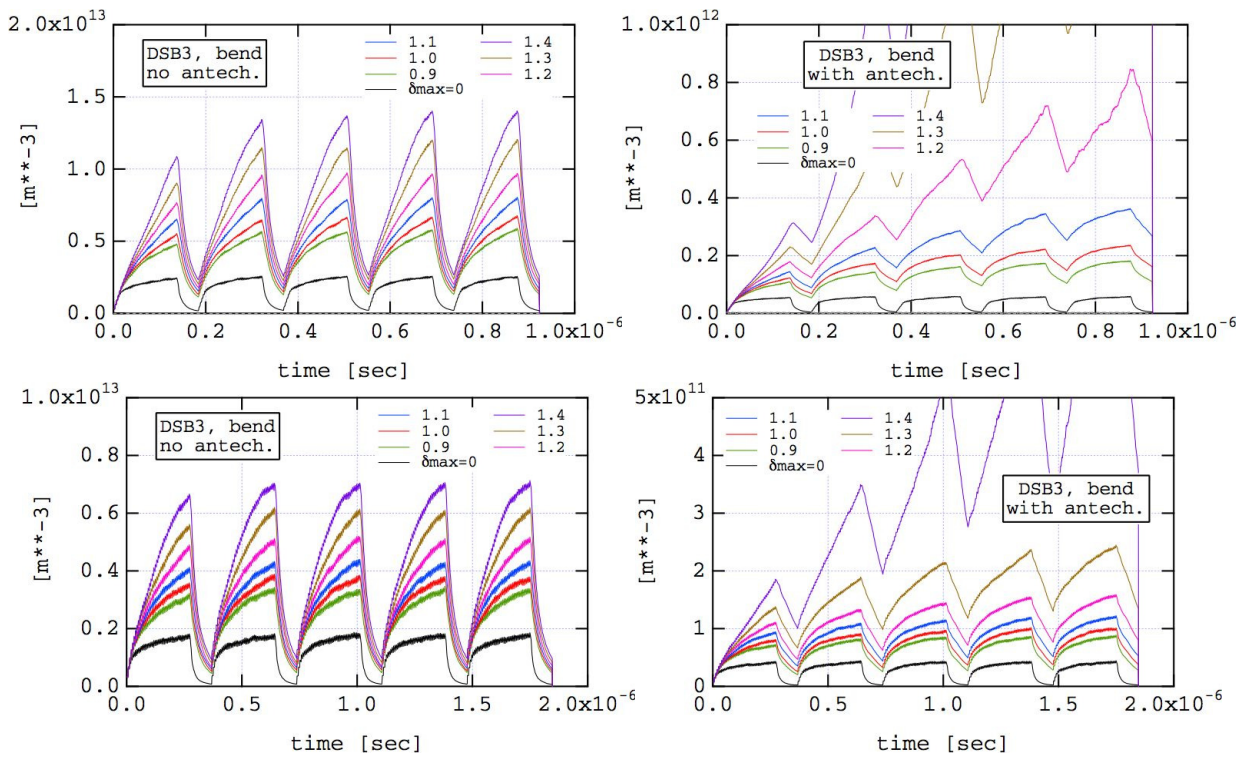 2.0x10^13
1.5
1.0
0.5
0.0
[m**-3]
DSB3, bend
no antech.
1.1 1.4
1.0 1.3
0.9 1.2
δmax=0
0.0 0.2 0.4 0.6 0.8 1.0x10^-6
time [sec]
1.0x10^12
0.8
0.6
0.4
0.2
0.0
[m**-3]
DSB3, bend
with antech.
1.1 1.4
1.0 1.3
0.9 1.2
δmax=0
0.0 0.2 0.4 0.6 0.8 1.0x10^-6
time [sec]
1.0x10^13
0.8
0.6
0.4
0.2
0.0
[m**-3]
DSB3, bend
no antech.
1.1 1.4
1.0 1.3
0.9 1.2
δmax=0
0.0 0.5 1.0 1.5 2.0x10^-6
time [sec]
5x10^11
4
3
2
1
0
[m**-3]
1.1 1.4
1.0 1.3
0.9 1.2
δmax=0
DSB3, bend
with antech.
0.0 0.5 1.0 1.5 2.0x10^-6
time [sec]